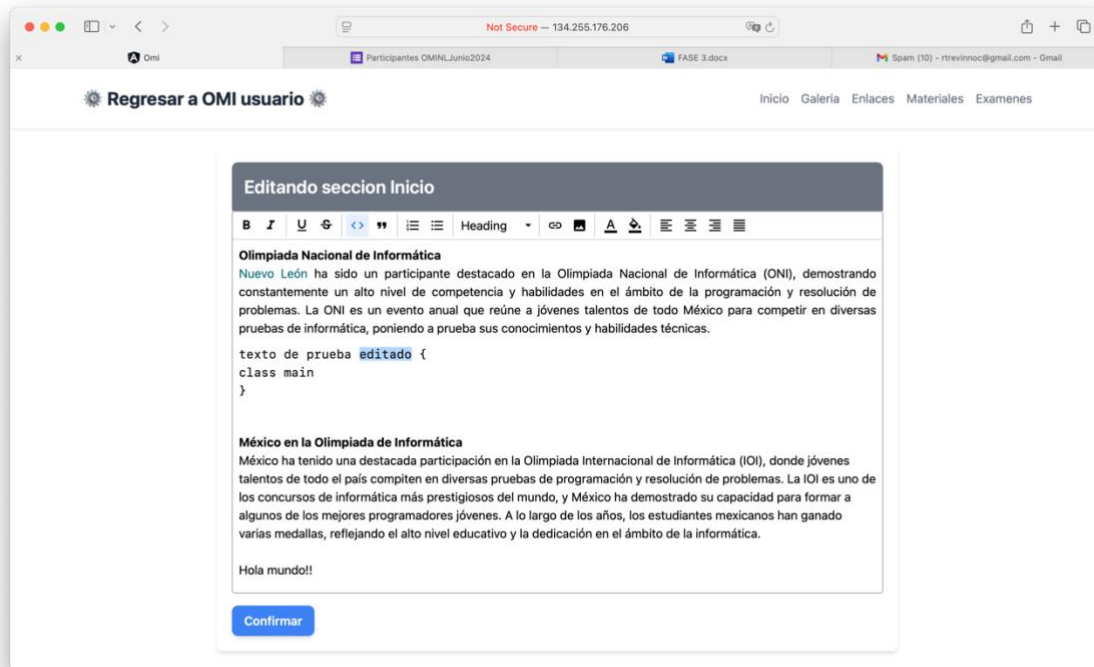 Not Secure — 134.255.176.206
Omi
Participantes OMINLJunio2024
FASE 3.docx
Spam (10) - rtrevinnoc@gmail.com - Gmail
Regresar a OMI usuario
Inicio Galeria Enlaces Materiales Examenes
Editando seccion Inicio
B I U S Heading A
Olimpiada Nacional de Informática
Nuevo León ha sido un participante destacado en la Olimpiada Nacional de Informática (ONI), demostrando
constantemente un alto nivel de competencia y habilidades en el ámbito de la programación y resolución de
problemas. La ONI es un evento anual que reúne a jóvenes talentos de todo México para competir en diversas
pruebas de informática, poniendo a prueba sus conocimientos y habilidades técnicas.
texto de prueba editado {
class main
}
México en la Olimpiada de Informática
México ha tenido una destacada participación en la Olimpiada Internacional de Informática (IOI), donde jóvenes
talentos de todo el país compiten en diversas pruebas de programación y resolución de problemas. La IOI es uno de
los concursos de informática más prestigiosos del mundo, y México ha demostrado su capacidad para formar a
algunos de los mejores programadores jóvenes. A lo largo de los años, los estudiantes mexicanos han ganado
varias medallas, reflejando el alto nivel educativo y la dedicación en el ámbito de la informática.
Hola mundo!!
Confirmar